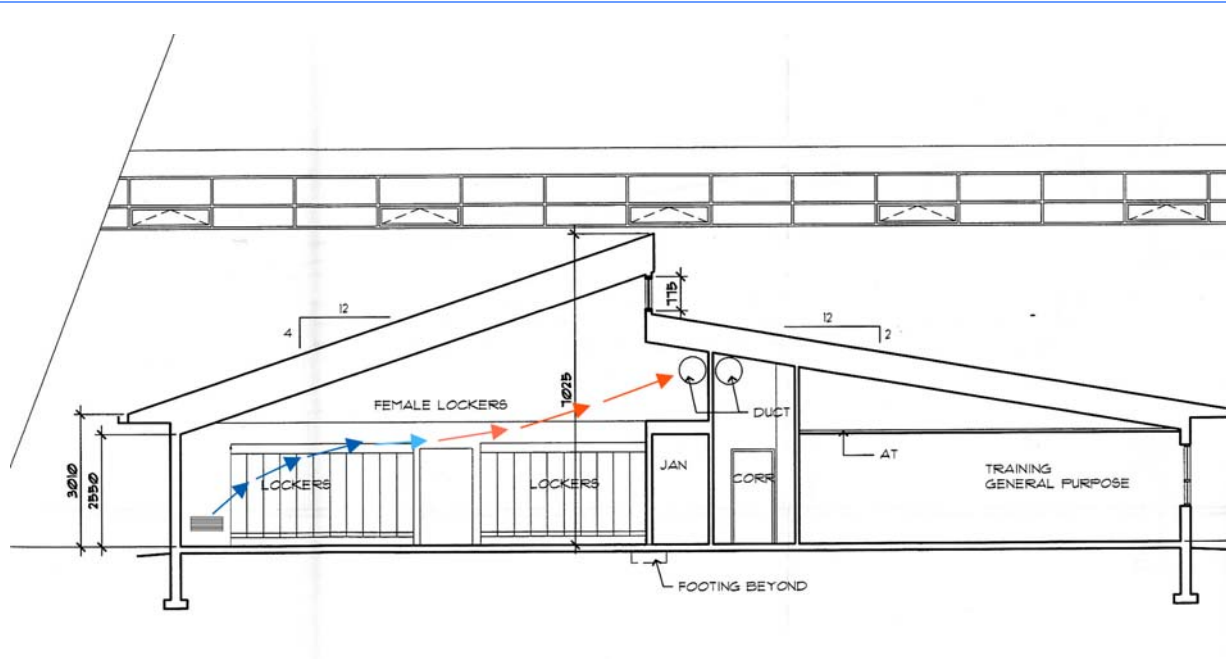 12
4
12
2
775
7025
FEMALE LOCKERS
DUCT
AT
3010
2550
LOCKERS
LOCKERS
JAN
CORR
TRAINING
GENERAL PURPOSE
FOOTING BEYOND